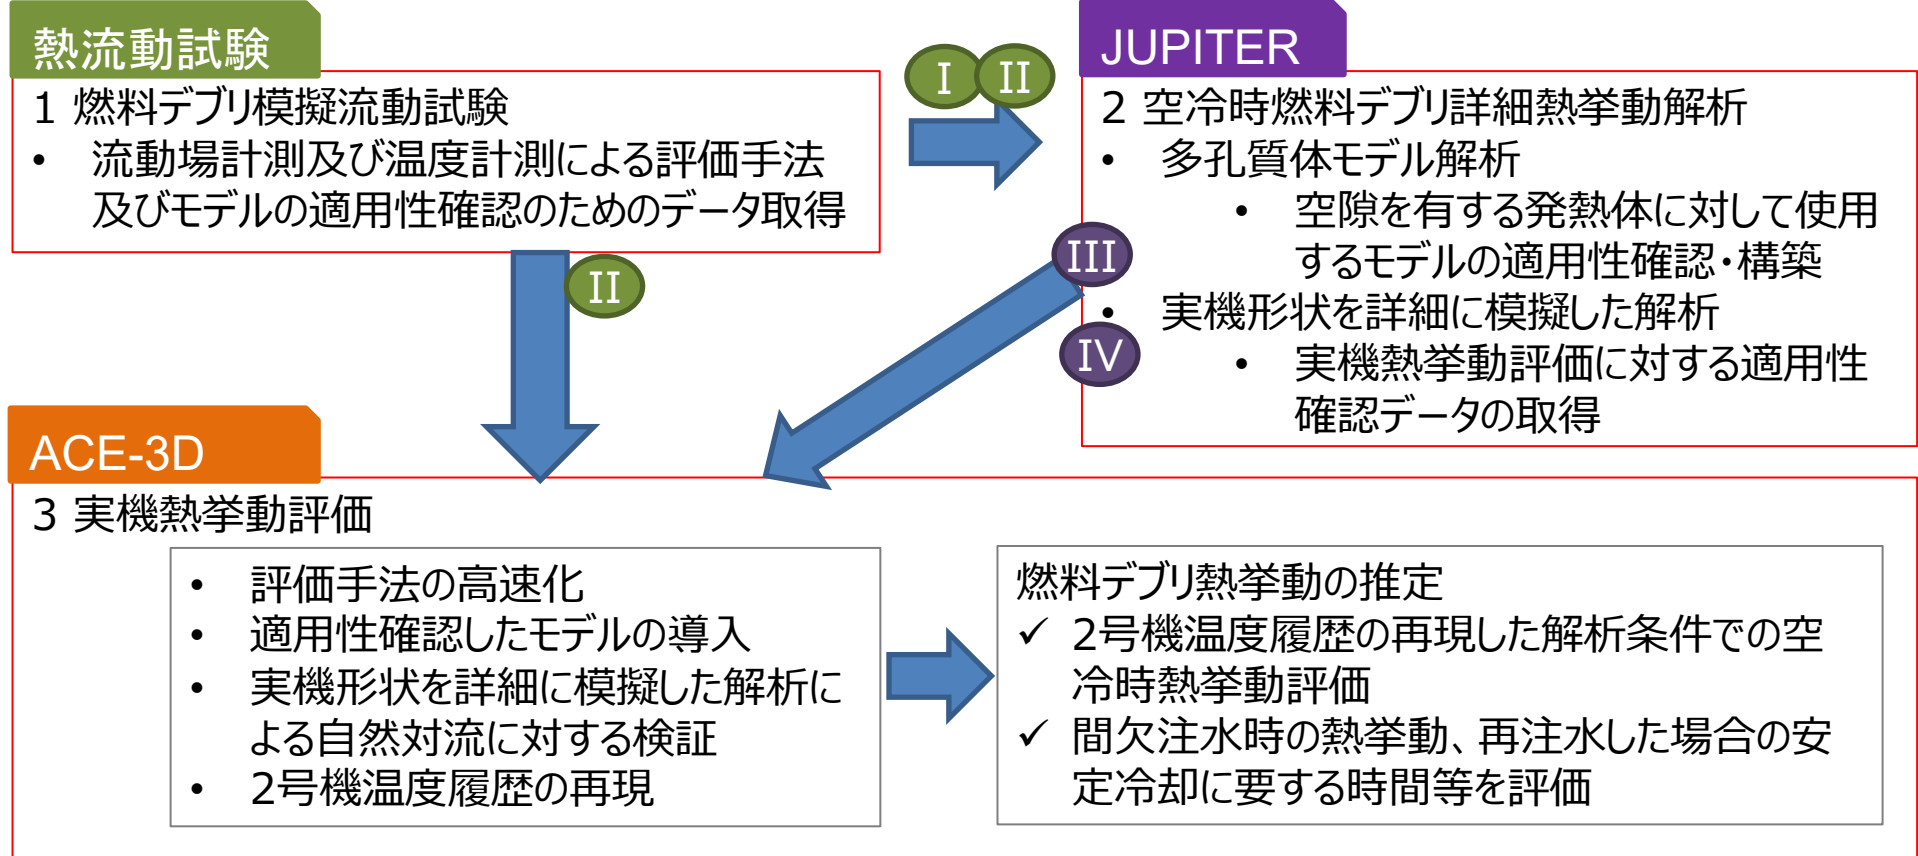 熱流動試験
1 燃料デブリ模擬流動試験
• 流動場計測及び温度計測による評価手法
及びモデルの適用性確認のためのデータ取得
I II
JUPITER
2 空冷時燃料デブリ詳細熱挙動解析
• 多孔質体モデル解析
• 空隙を有する発熱体に対して使用
するモデルの適用性確認・構築
• 実機形状を詳細に模擬した解析
• 実機熱挙動評価に対する適用性
確認データの取得
II
III
IV
ACE-3D
3 実機熱挙動評価
• 評価手法の高速化
• 適用性確認したモデルの導入
• 実機形状を詳細に模擬した解析に
よる自然対流に対する検証
• 2号機温度履歴の再現
燃料デブリ熱挙動の推定
✓ 2号機温度履歴の再現した解析条件での空
冷時熱挙動評価
✓ 間欠注水時の熱挙動、再注水した場合の安
定冷却に要する時間等を評価